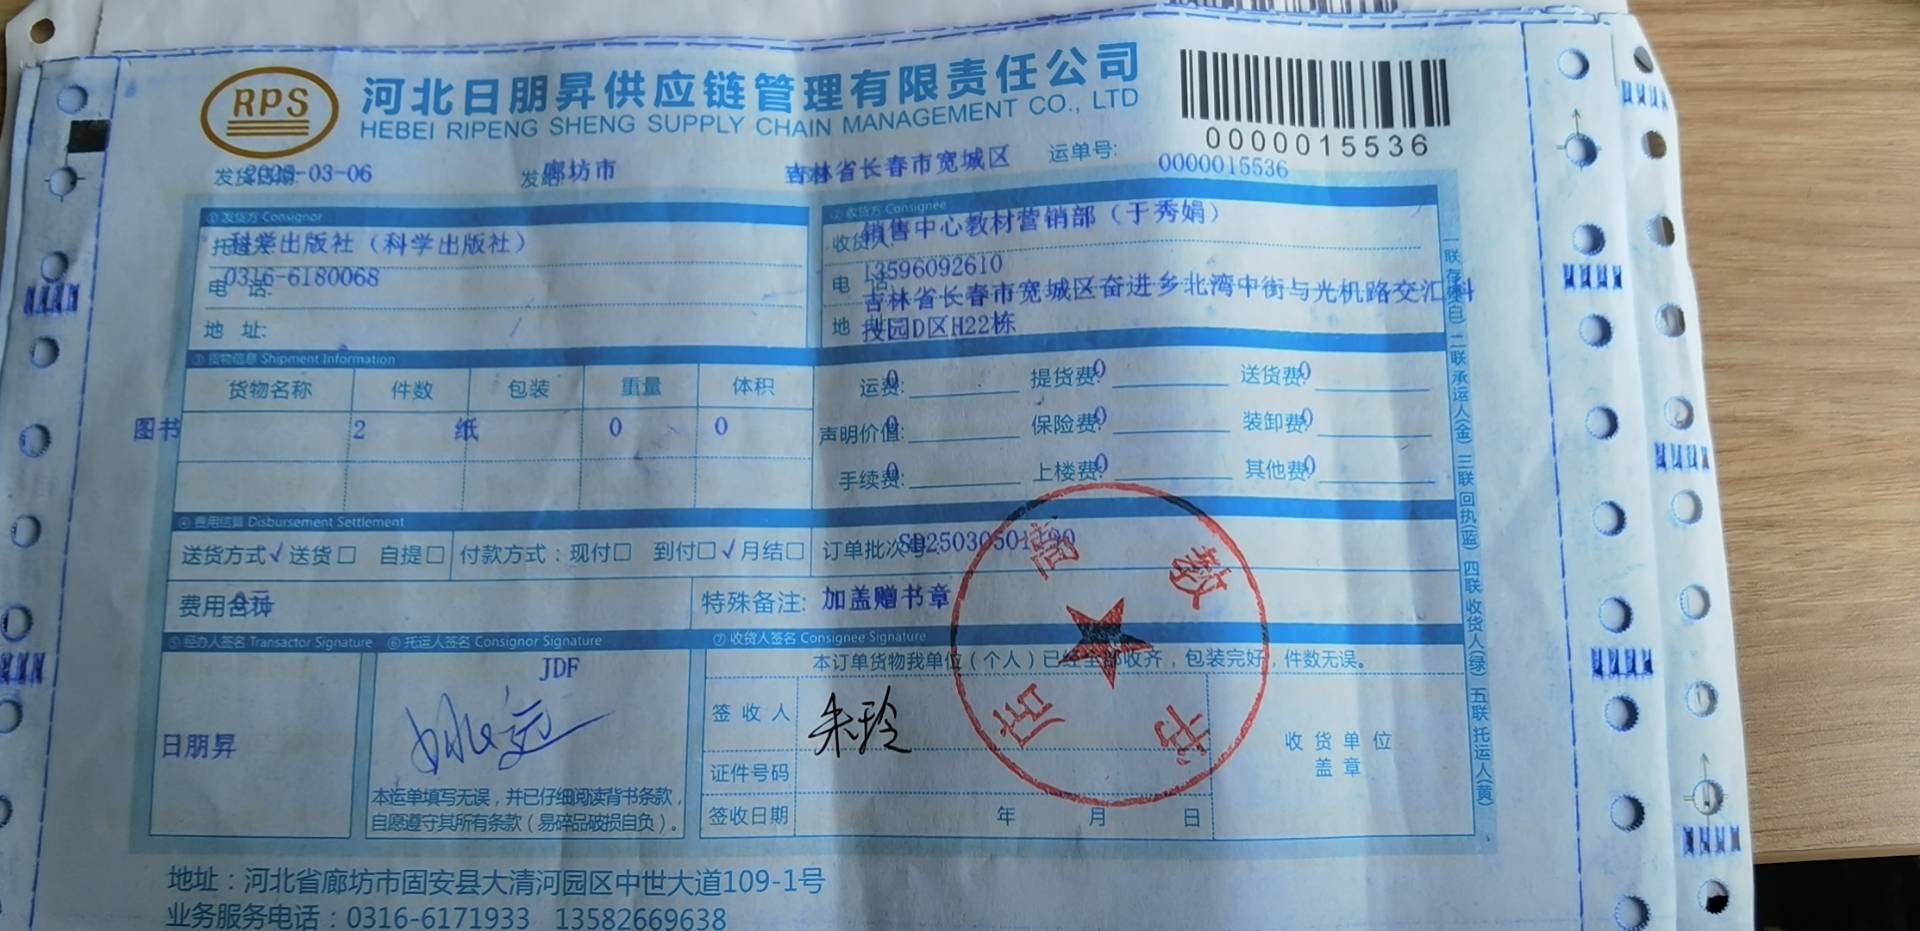 RPS
河北日朋昇供应链管理有限责任公司
HEBEI RIPENG SHENG SUPPLY CHAIN MANAGEMENT CO., LTD
0000015536
-03-06
廊坊市
吉林省长春市宽城区
运单号:
0000015536
① 发货方 Consignor
② 收货方 Consignee
科学出版社（科学出版社）
销售中心教材营销部（于秀娟）
电 话:
0316-6180068
电 话:
13596092610
地 址:
地 址
吉林省长春市宽城区奋进乡北湾中街与光机路交汇科
技园D区H22栋
③ 货物信息 Shipment Information
货物名称 件数 包装 重量 体积
图书 2 纸 0 0
运费: 0 提货费: 0 送货费: 0
声明价值: 0 保险费: 0 装卸费: 0
手续费: 0 上楼费: 0 其他费: 0
④ 费用结算 Disbursement Settlement
送货方式 √ 送货□ 自提□ 付款方式：现付□ 到付□ √ 月结□
订单批次号:
费用合计
0元
特殊备注: 加盖赠书章
⑤ 经办人签名 Transactor Signature
⑥ 托运人签名 Consignor Signature
⑦ 收货人签名 Consignee Signature
日朋昇
JDF
本运单填写无误，并已仔细阅读背书条款，
自愿遵守其所有条款（易碎品破损自负）。
本订单货物我单位（个人）已经全部收齐，包装完好，件数无误。
签收人 朱玲
证件号码
签收日期 年 月 日
收货单位
盖章
一联存根(白) 二联承运人(金) 三联回执(蓝) 四联收货人(绿) 五联托运人(黄)
地址：河北省廊坊市固安县大清河园区中世大道109-1号
业务服务电话：0316-6171933 13582669638